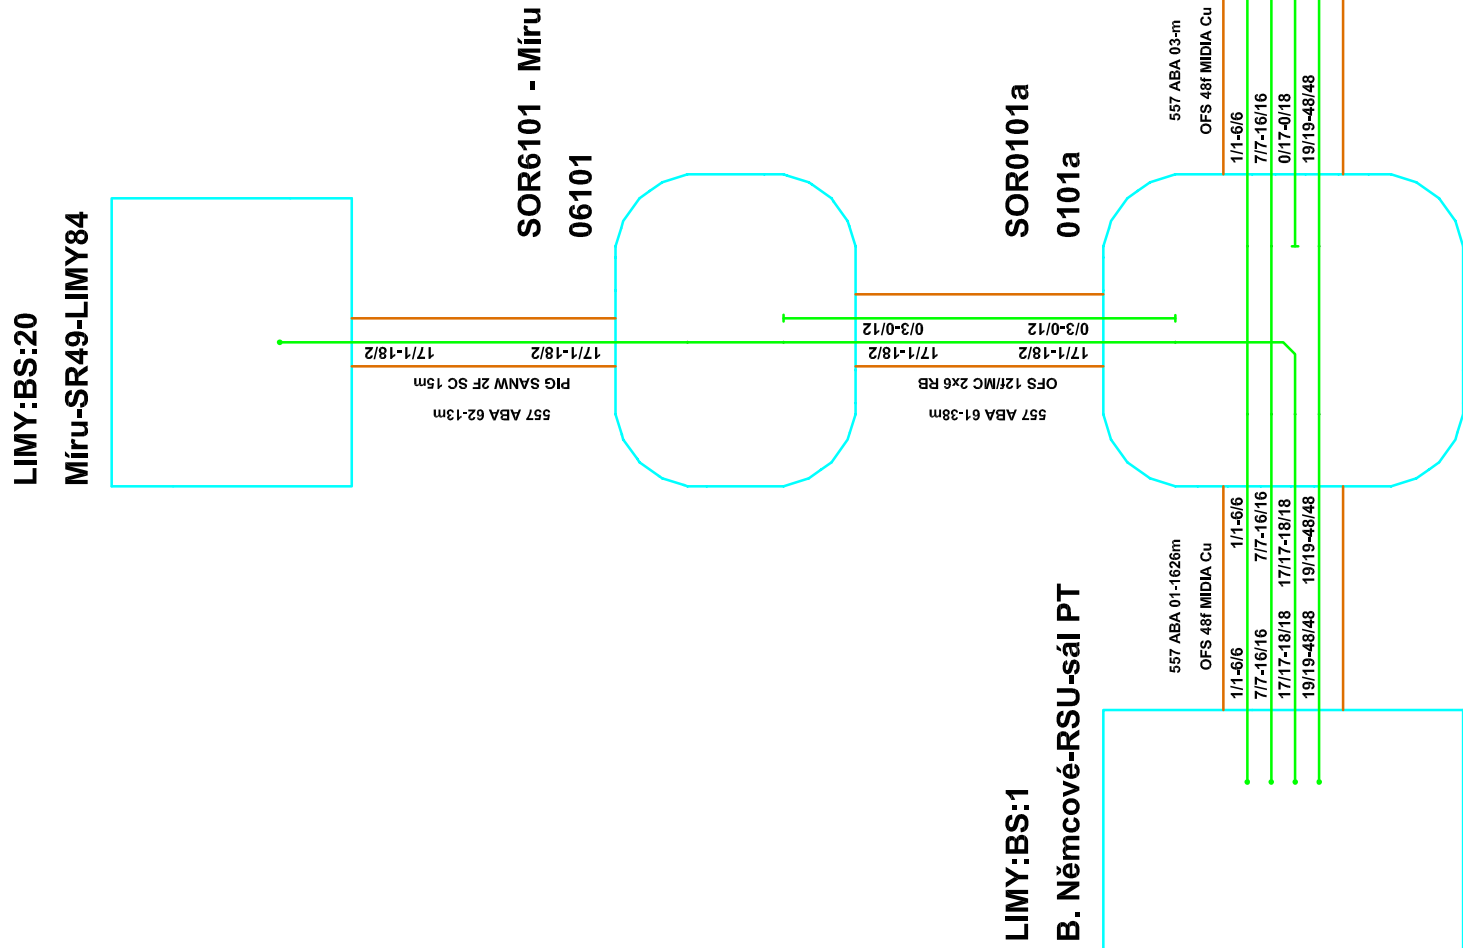 LIMY:BS:20
Míru-SR49-LIMY84
17/1-18/2
17/1-18/2
PIG SANW 2F SC 15m
557 ABA 62-13m
SOR6101 - Míru
06101
0/3-0/12
0/3-0/12
17/1-18/2
17/1-18/2
OFS 12f/MC 2x6 RB
557 ABA 61-38m
SOR0101a
0101a
557 ABA 03-m
OFS 48f MIDIA Cu
1/1-6/6
7/7-16/16
0/17-0/18
19/19-48/48
557 ABA 01-1626m
OFS 48f MIDIA Cu
1/1-6/6
1/1-6/6
7/7-16/16
7/7-16/16
17/17-18/18
17/17-18/18
19/19-48/48
19/19-48/48
LIMY:BS:1
B. Němcové-RSU-sál PT